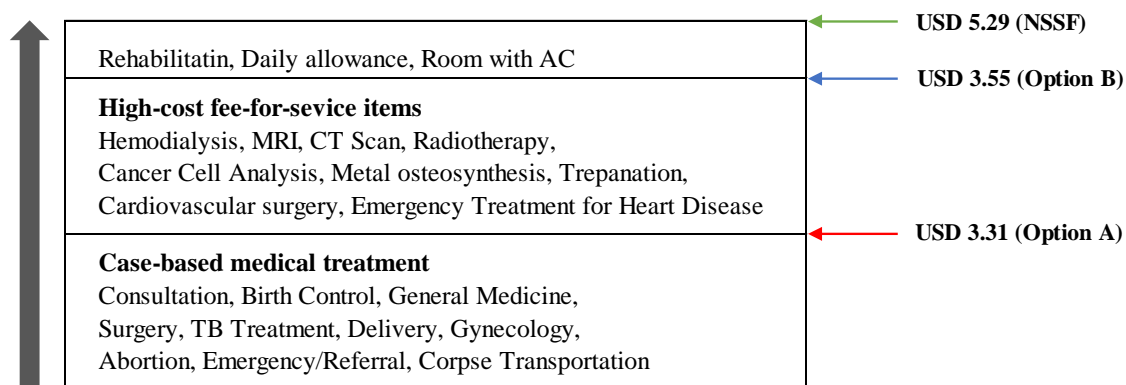 USD 5.29 (NSSF)
Rehabilitatin, Daily allowance, Room with AC
USD 3.55 (Option B)
High-cost fee-for-sevice items
Hemodialysis, MRI, CT Scan, Radiotherapy,
Cancer Cell Analysis, Metal osteosynthesis, Trepanation,
Cardiovascular surgery, Emergency Treatment for Heart Disease
USD 3.31 (Option A)
Case-based medical treatment
Consultation, Birth Control, General Medicine,
Surgery, TB Treatment, Delivery, Gynecology,
Abortion, Emergency/Referral, Corpse Transportation